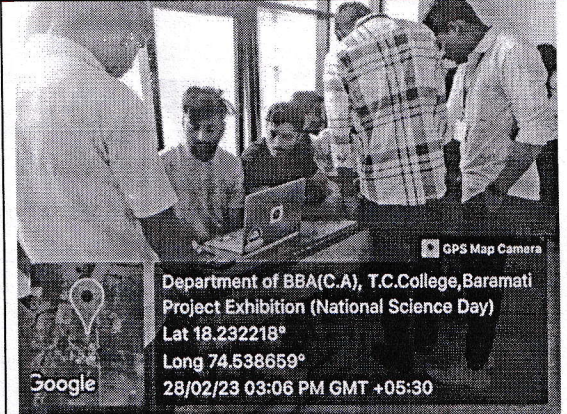 GPS Map Camera
Department of BBA(C.A), T.C.College,Baramati
Project Exhibition (National Science Day)
Lat 18.232218°
Long 74.538659°
28/02/23 03:06 PM GMT +05:30
Google